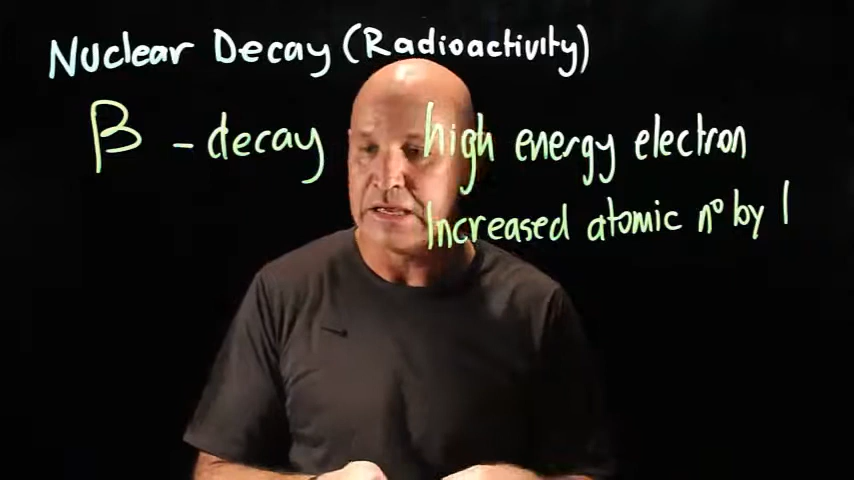 Nuclear Decay (Radioactivity)
β - decay high energy electron
Increased atomic nº by 1